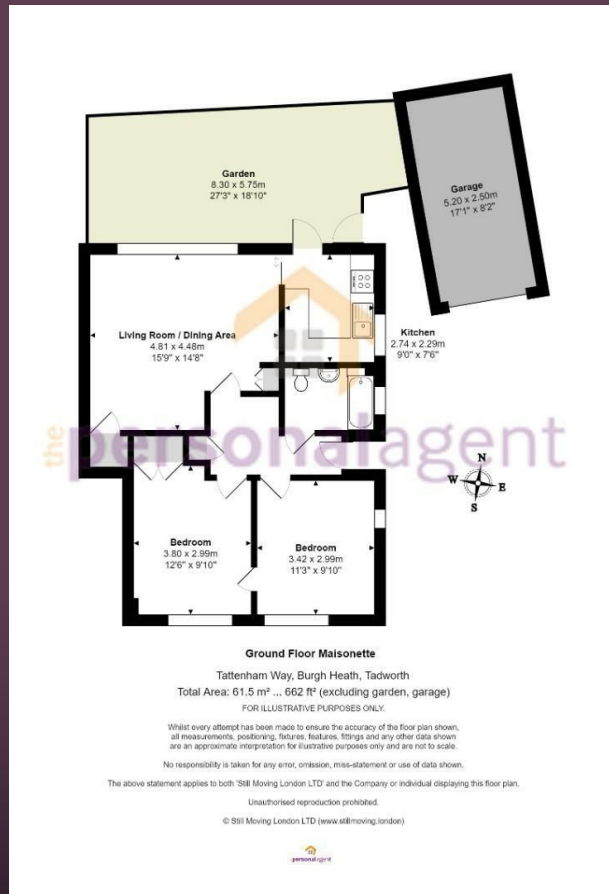 Garden
8.30 x 5.75m
27'3" x 18'10"
Garage
5.20 x 2.50m
17'1" x 8'2"
Living Room / Dining Area
4.81 x 4.48m
15'9" x 14'8"
Kitchen
2.74 x 2.29m
9'0" x 7'6"
the personalagent
N
W E
S
Bedroom
3.80 x 2.99m
12'6" x 9'10"
Bedroom
3.42 x 2.99m
11'3" x 9'10"
Ground Floor Maisonette
Tattenham Way, Burgh Heath, Tadworth
Total Area: 61.5 m² ... 662 ft² (excluding garden, garage)
FOR ILLUSTRATIVE PURPOSES ONLY.
Whilst every attempt has been made to ensure the accuracy of the floor plan shown,
all measurements, positioning, fixtures, features, fittings and any other data shown
are an approximate interpretation for illustrative purposes only and are not to scale.
No responsibility is taken for any error, omission, miss-statement or use of data shown.
The above statement applies to both 'Still Moving London LTD' and the Company or individual displaying this floor plan.
Unauthorised reproduction prohibited.
© Still Moving London LTD (www.stillmoving.london)
personalagent